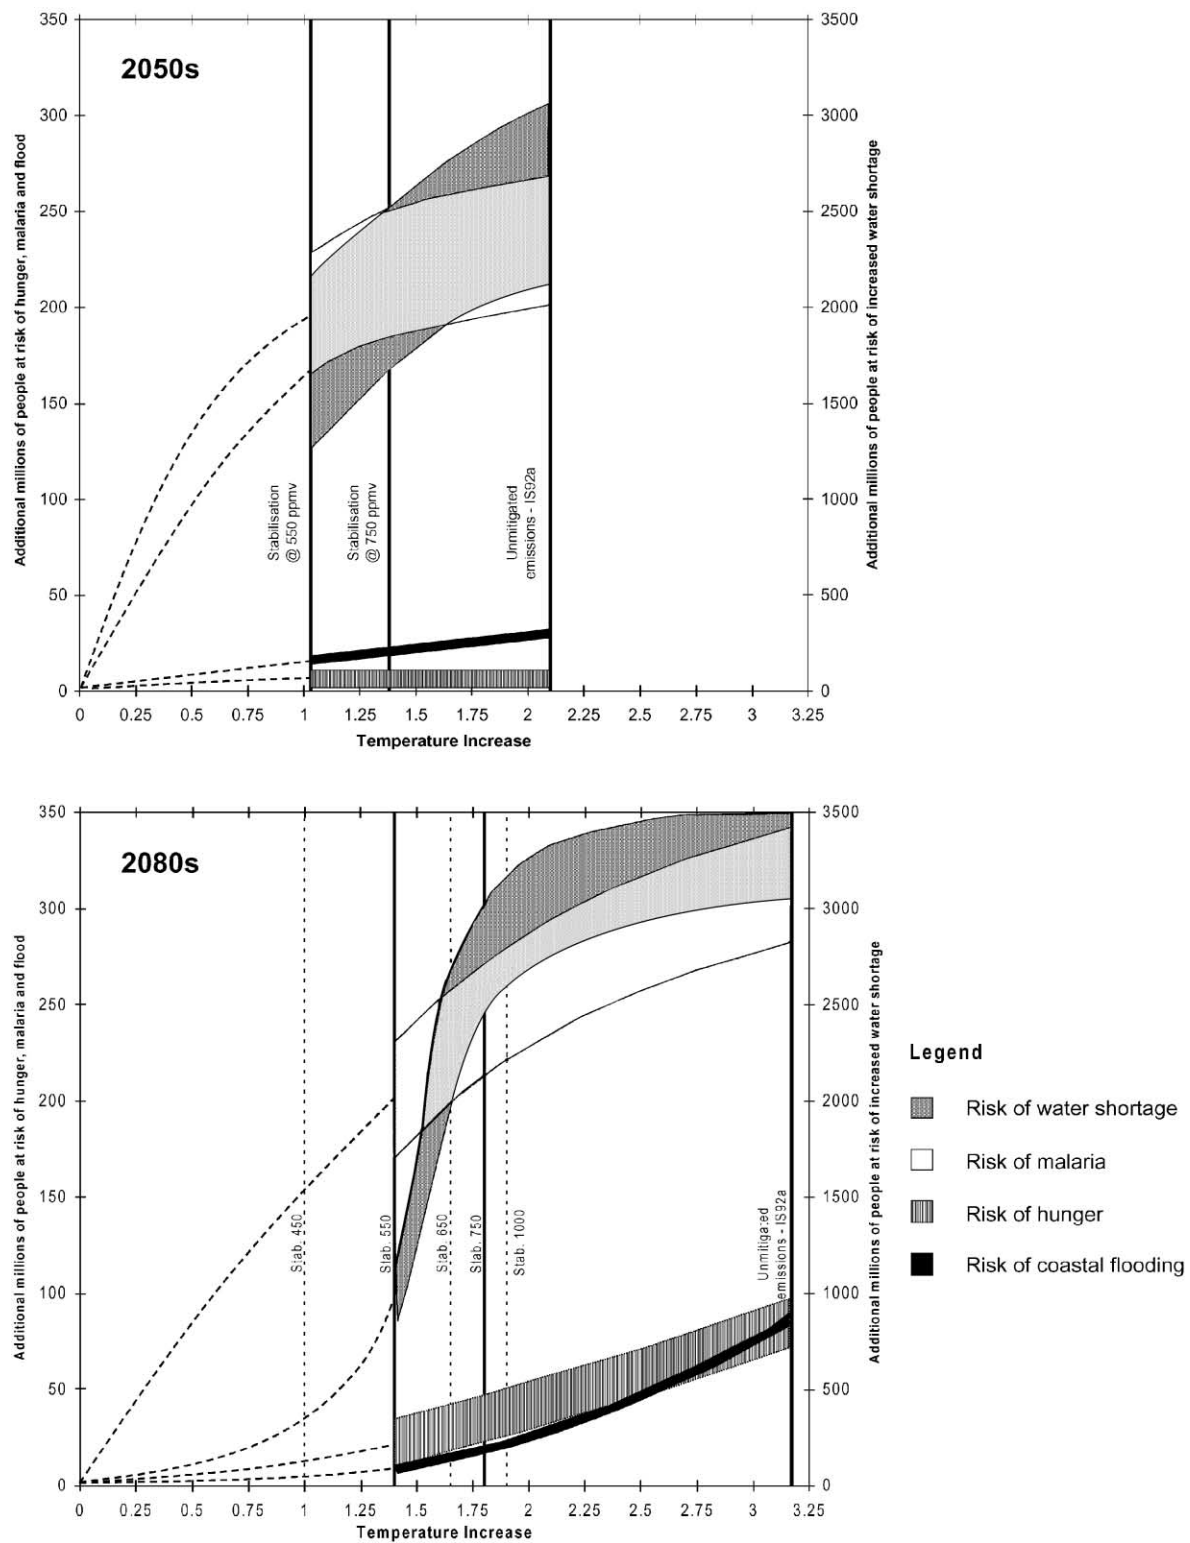 2050s
350
300
250
200
150
100
50
0
Additional millions of people at risk of hunger, malaria and flood
3500
3000
2500
2000
1500
1000
500
0
Additional millions of people at risk of increased water shortage
Stabilisation
@ 550 ppmv
Stabilisation
@ 750 ppmv
Unmitigated
emissions - IS92a
0 0.25 0.5 0.75 1 1.25 1.5 1.75 2 2.25 2.5 2.75 3 3.25
Temperature Increase
2080s
350
300
250
200
150
100
50
0
Additional millions of people at risk of hunger, malaria and flood
3500
3000
2500
2000
1500
1000
500
0
Additional millions of people at risk of increased water shortage
Stab. 450
Stab. 550
Stab. 650
Stab. 750
Stab. 1000
Unmitigated
emissions - IS92a
0 0.25 0.5 0.75 1 1.25 1.5 1.75 2 2.25 2.5 2.75 3 3.25
Temperature Increase
Legend
Risk of water shortage
Risk of malaria
Risk of hunger
Risk of coastal flooding